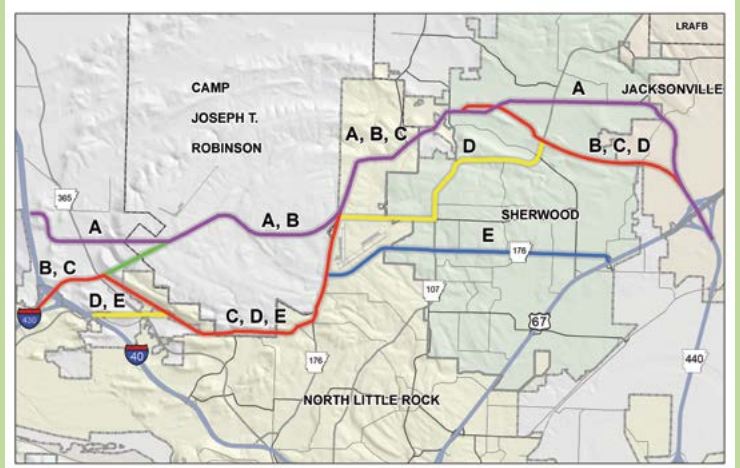 LRAFB
CAMP
JOSEPH T.
ROBINSON
A
JACKSONVILLE
A, B, C
D
B, C, D
365
A
A, B
SHERWOOD
E
176
B, C
D, E
C, D, E
107
430
67
40
176
440
NORTH LITTLE ROCK